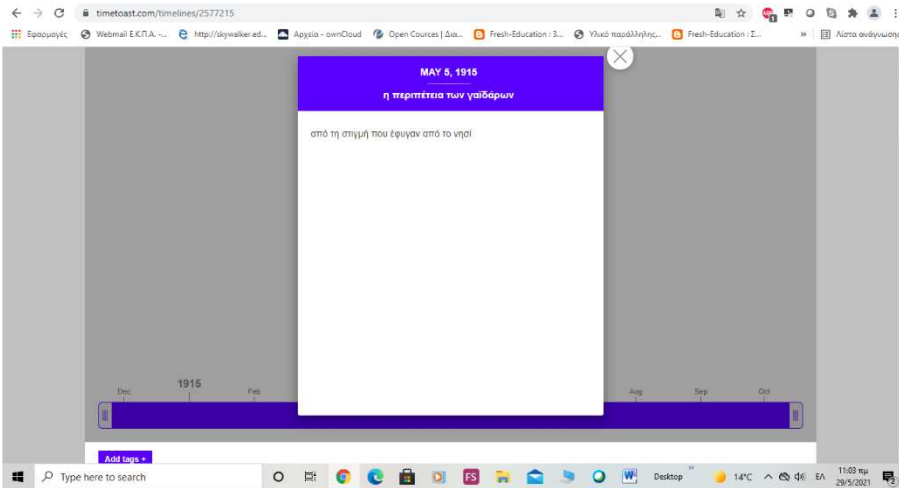 timetoast.com/timelines/2577215
Εφαρμογές Webmail Ε.Κ.Π.Α. -... http://skywalker.ed... Αρχεία - ownCloud Open Cources | Δια... Fresh-Education : 3... Υλικό παράλληλης,... Fresh-Education : Σ... » Λίστα ανάγνωσης
MAY 5, 1915
η περιπέτεια των γαϊδάρων
από τη στιγμή που έφυγαν από το νησί
Dec 1915 Feb Aug Sep Oct
Add tags +
Type here to search Desktop » 14°C ΕΛ 11:03 πμ
29/5/2021